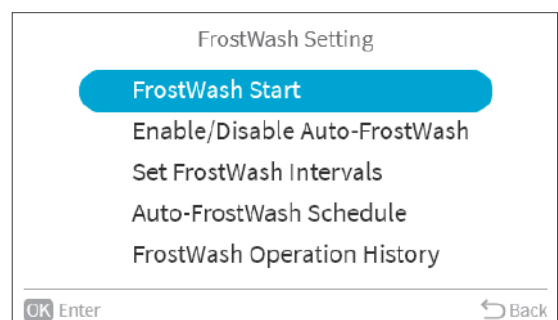 FrostWash Setting
FrostWash Start
Enable/Disable Auto-FrostWash
Set FrostWash Intervals
Auto-FrostWash Schedule
FrostWash Operation History
OK Enter
Back